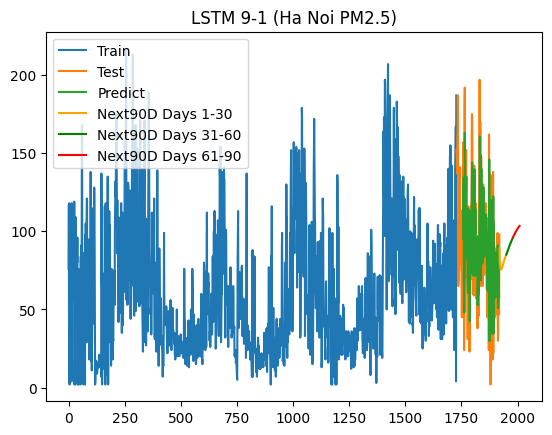 LSTM 9-1 (Ha Noi PM2.5)
Train
Test
Predict
Next90D Days 1-30
Next90D Days 31-60
Next90D Days 61-90
200
150
100
50
0
0 250 500 750 1000 1250 1500 1750 2000